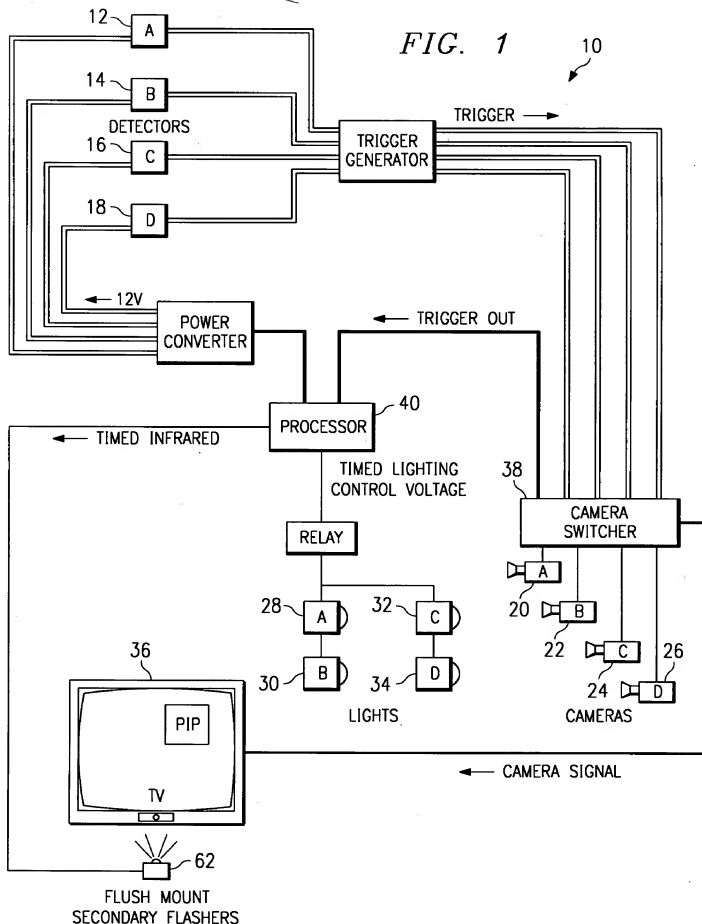 FIG. 1
10
12
A
14
B
DETECTORS
16
C
18
D
TRIGGER
GENERATOR
TRIGGER
12V
POWER
CONVERTER
TRIGGER OUT
40
PROCESSOR
TIMED INFRARED
TIMED LIGHTING
CONTROL VOLTAGE
38
CAMERA
SWITCHER
RELAY
A
20
B
22
C
24
D
26
CAMERAS
28
A
32
C
30
B
34
D
LIGHTS
36
PIP
TV
CAMERA SIGNAL
62
FLUSH MOUNT
SECONDARY FLASHERS